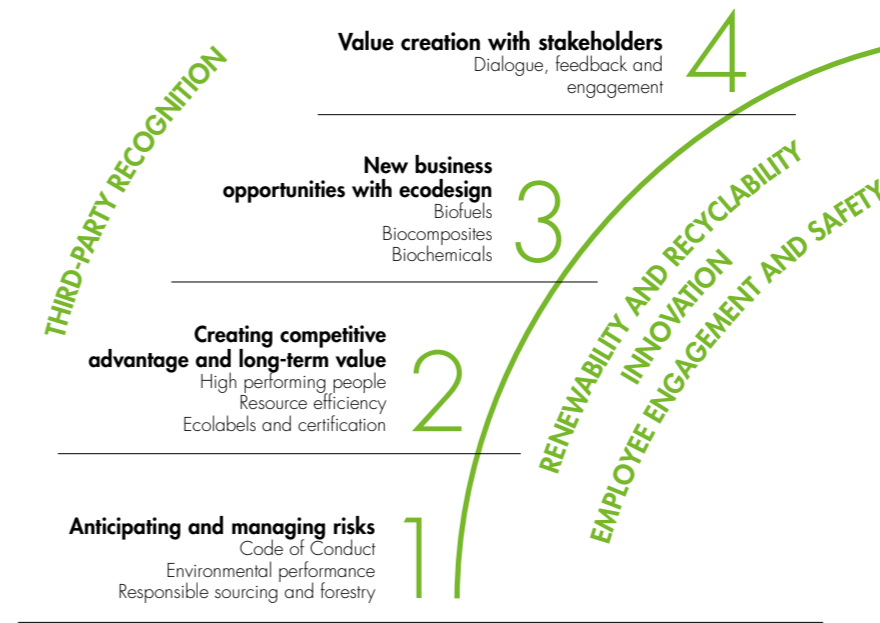 Value creation with stakeholders
Dialogue, feedback and
engagement
4
THIRD-PARTY RECOGNITION
New business
opportunities with ecodesign
Biofuels
Biocomposites
Biochemicals
3
RENEWABILITY AND RECYCLABILITY
INNOVATION
EMPLOYEE ENGAGEMENT AND SAFETY
Creating competitive
advantage and long-term value
High performing people
Resource efficiency
Ecolabels and certification
2
Anticipating and managing risks
Code of Conduct
Environmental performance
Responsible sourcing and forestry
1